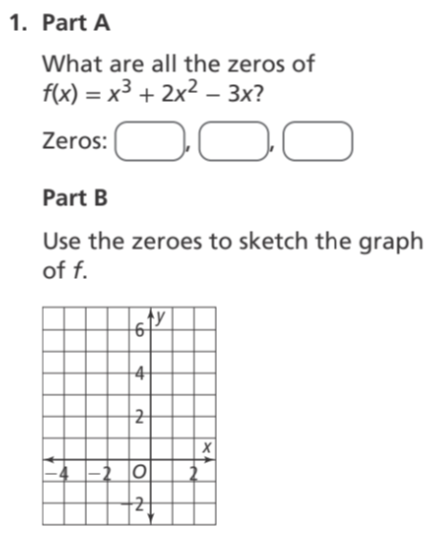 1. Part A
What are all the zeros of
f(x) = x³ + 2x² – 3x?
Zeros: , ,
Part B
Use the zeroes to sketch the graph
of f.
6 y
4
2
x
–4 –2 O 2
–2